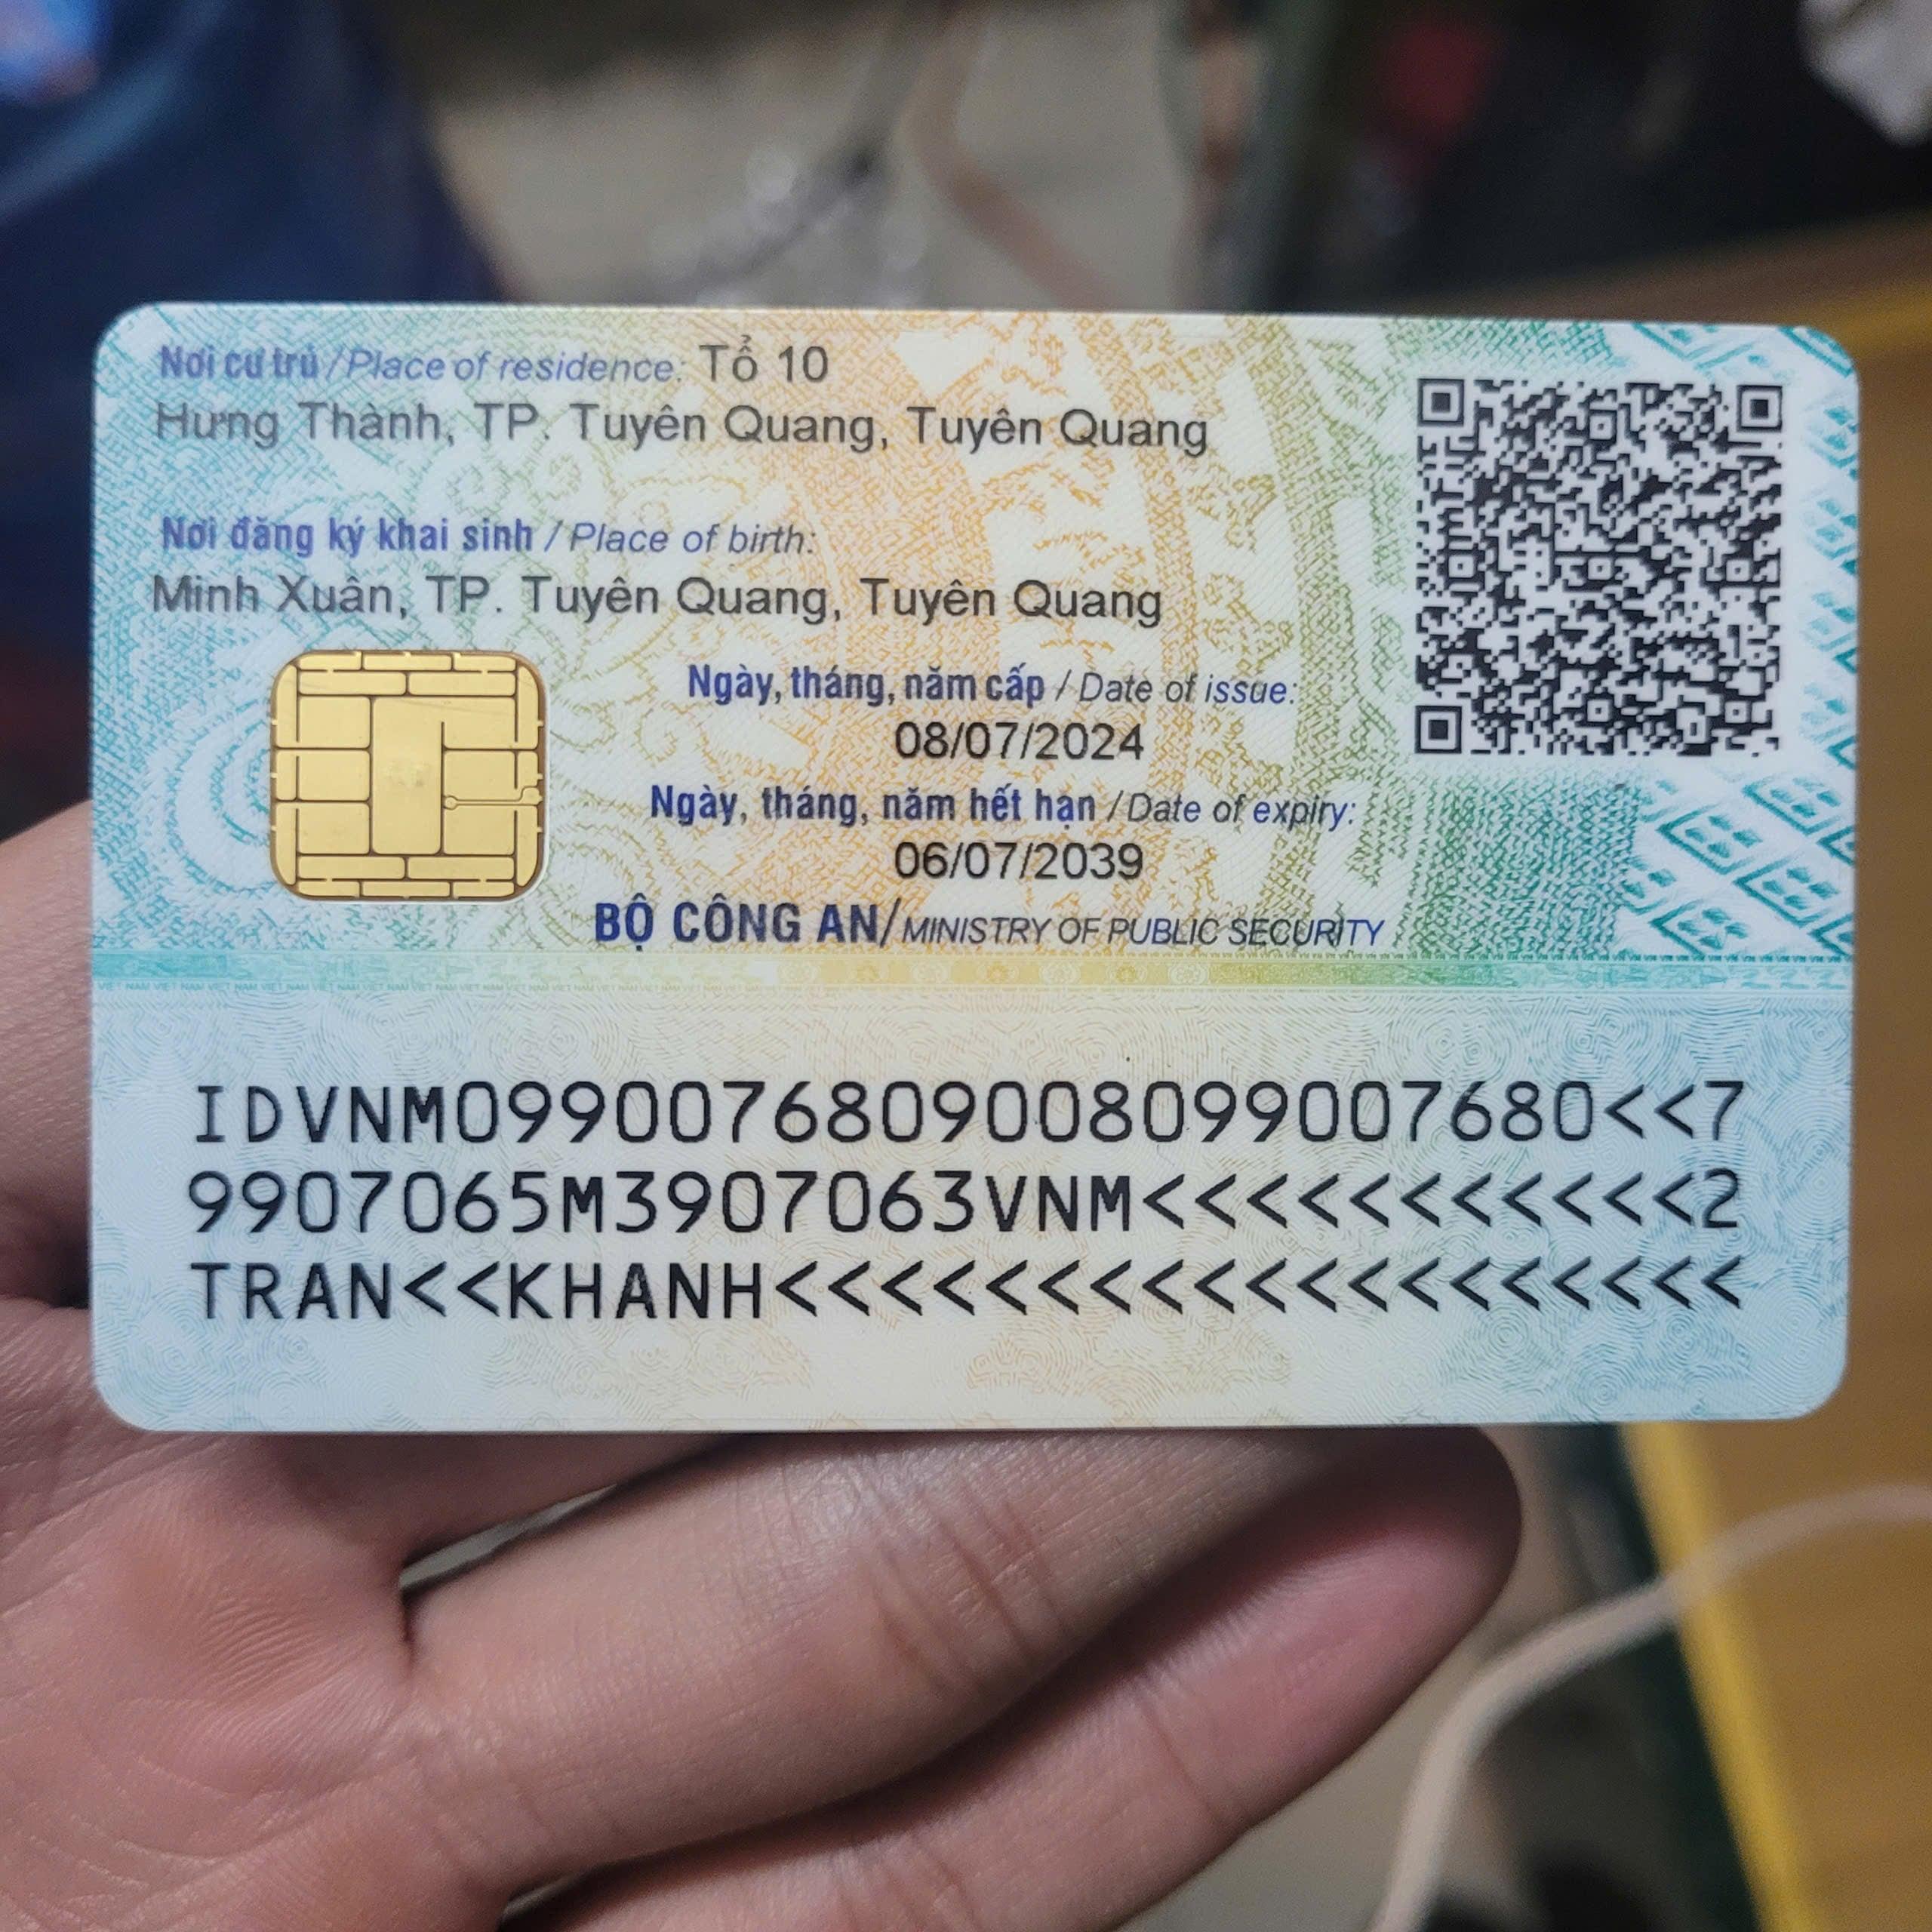 Nơi cư trú / Place of residence: Tổ 10
Hưng Thành, TP. Tuyên Quang, Tuyên Quang
Nơi đăng ký khai sinh / Place of birth:
Minh Xuân, TP. Tuyên Quang, Tuyên Quang
Ngày, tháng, năm cấp / Date of issue:
08/07/2024
Ngày, tháng, năm hết hạn / Date of expiry:
06/07/2039
BỘ CÔNG AN/MINISTRY OF PUBLIC SECURITY
IDVNM0990076809008099007680<<7
9907065M3907063VNM<<<<<<<<<<<2
TRAN<<KHANH<<<<<<<<<<<<<<<<<<<